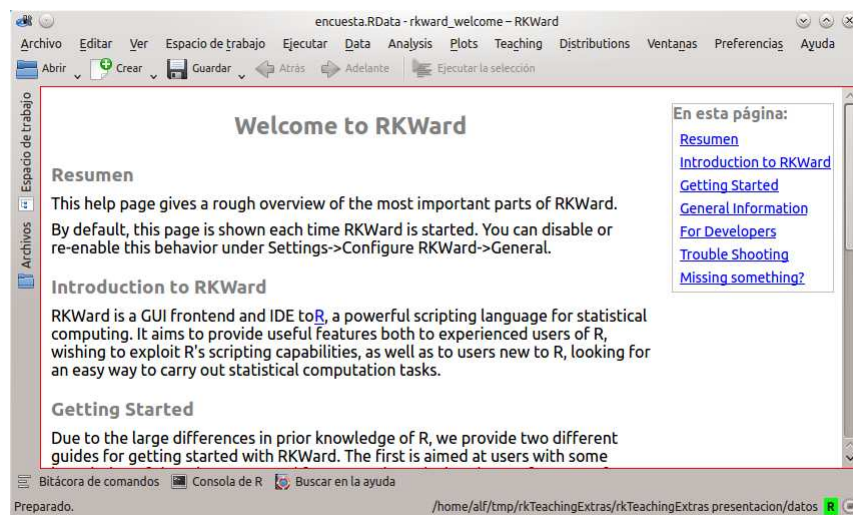 encuesta.RData - rkward_welcome – RKWard
Archivo Editar Ver Espacio de trabajo Ejecutar Data Analysis Plots Teaching Distributions Ventanas Preferencias Ayuda
Abrir Crear Guardar Atrás Adelante Ejecutar la selección
Espacio de trabajo
Archivos
Welcome to RKWard
Resumen
This help page gives a rough overview of the most important parts of RKWard.
By default, this page is shown each time RKWard is started. You can disable or
re-enable this behavior under Settings->Configure RKWard->General.
Introduction to RKWard
RKWard is a GUI frontend and IDE toR, a powerful scripting language for statistical
computing. It aims to provide useful features both to experienced users of R,
wishing to exploit R's scripting capabilities, as well as to users new to R, looking for
an easy way to carry out statistical computation tasks.
Getting Started
Due to the large differences in prior knowledge of R, we provide two different
guides for getting started with RKWard. The first is aimed at users with some
En esta página:
Resumen
Introduction to RKWard
Getting Started
General Information
For Developers
Trouble Shooting
Missing something?
Bitácora de comandos Consola de R Buscar en la ayuda
Preparado. /home/alf/tmp/rkTeachingExtras/rkTeachingExtras presentacion/datos R